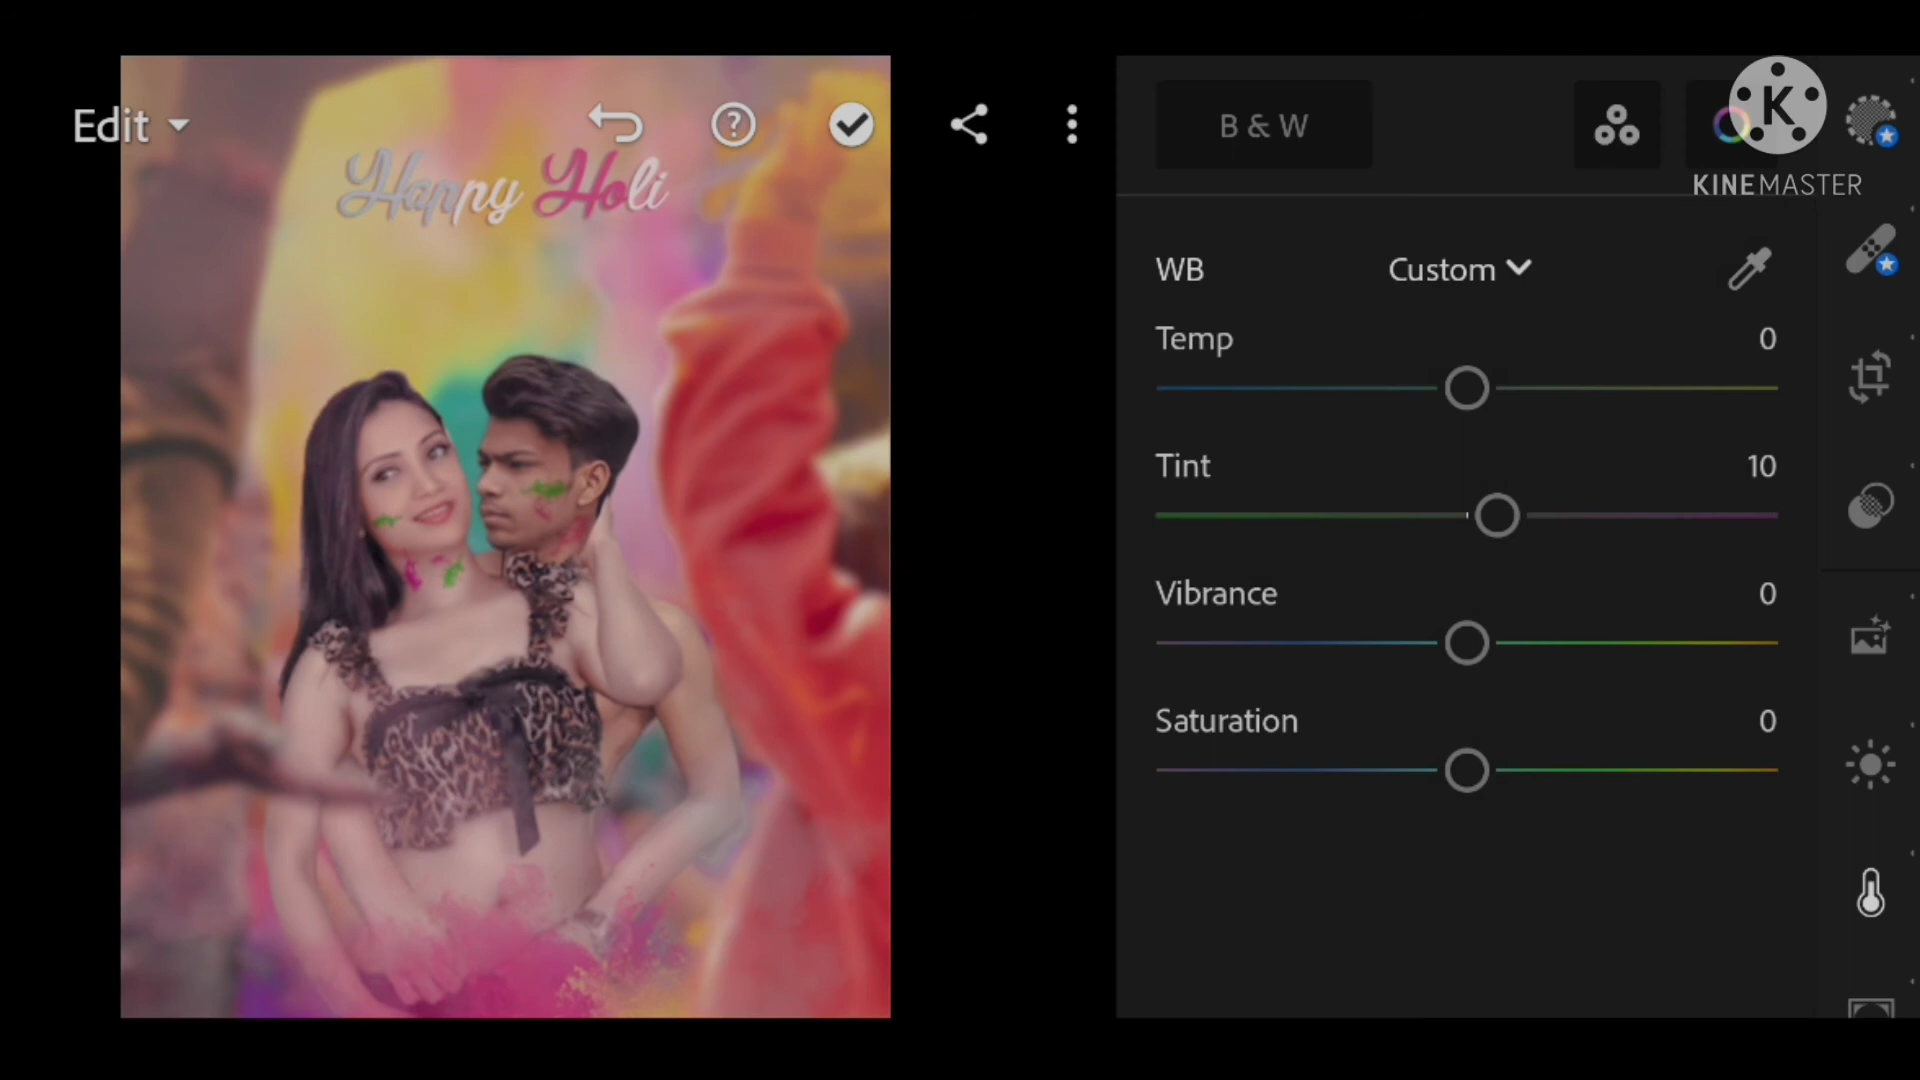 Edit
Happy Holi
B & W
KINEMASTER
WB Custom
Temp 0
Tint 10
Vibrance 0
Saturation 0